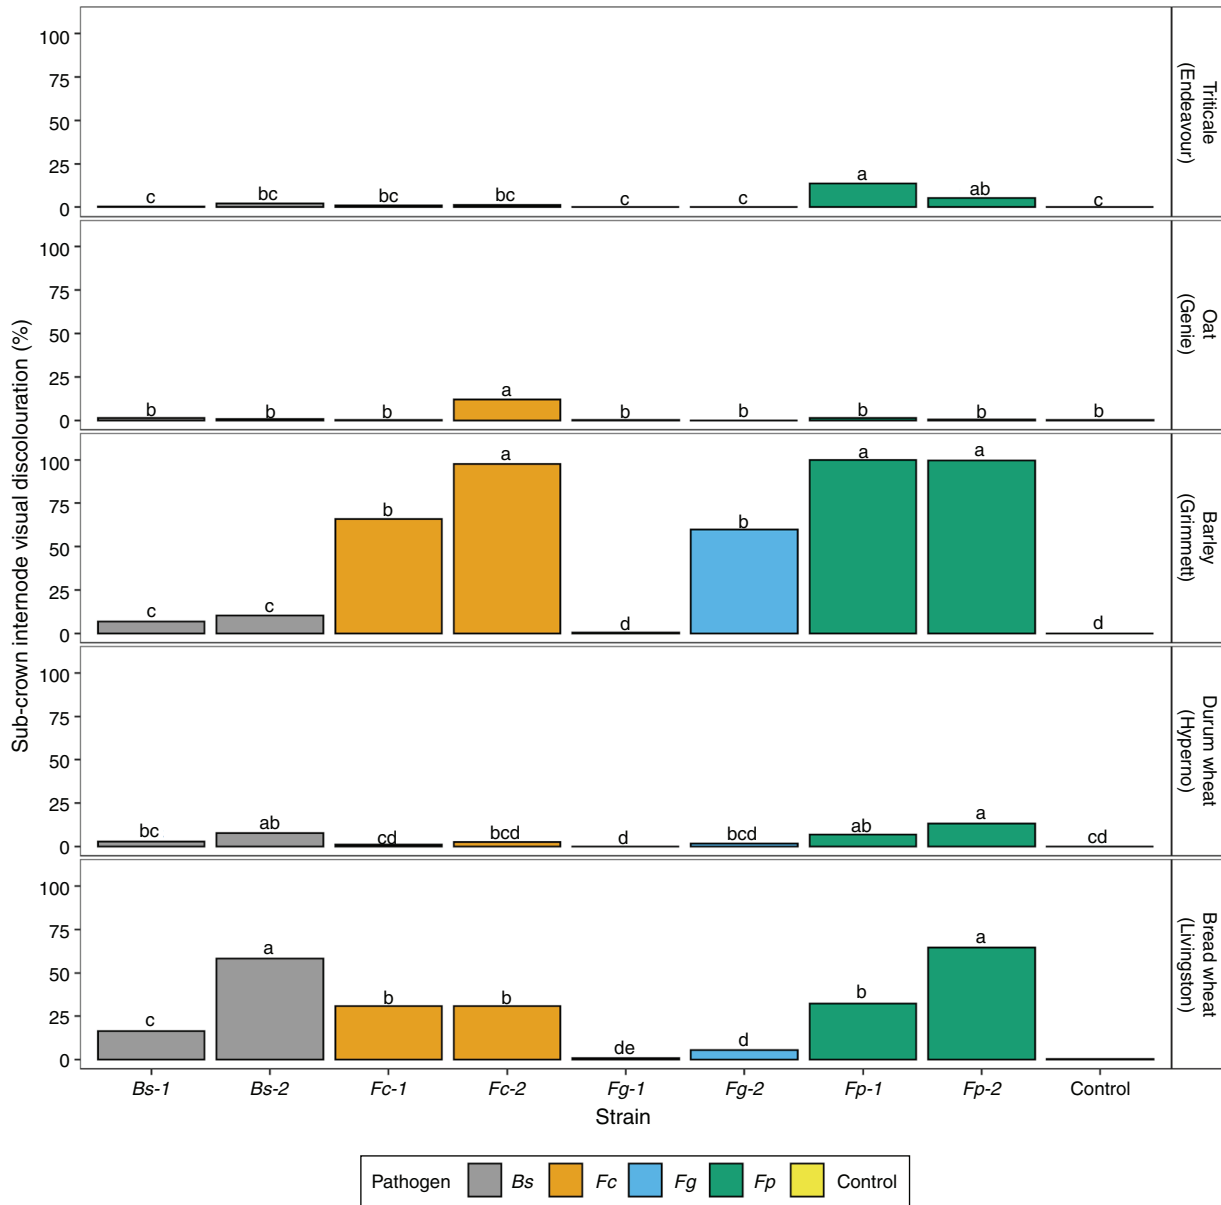 Sub-crown internode visual discolouration (%)
100
75
50
25
0
c
bc
bc
bc
c
c
a
ab
c
Triticale
(Endeavour)
100
75
50
25
0
b
b
b
a
b
b
b
b
b
Oat
(Genie)
100
75
50
25
0
c
c
b
a
d
b
a
a
d
Barley
(Grimmett)
100
75
50
25
0
bc
ab
cd
bcd
d
bcd
ab
a
cd
Durum wheat
(Hyperno)
100
75
50
25
0
c
a
b
b
de
d
b
a
Bread wheat
(Livingston)
Bs-1
Bs-2
Fc-1
Fc-2
Fg-1
Fg-2
Fp-1
Fp-2
Control
Strain
Pathogen
Bs
Fc
Fg
Fp
Control